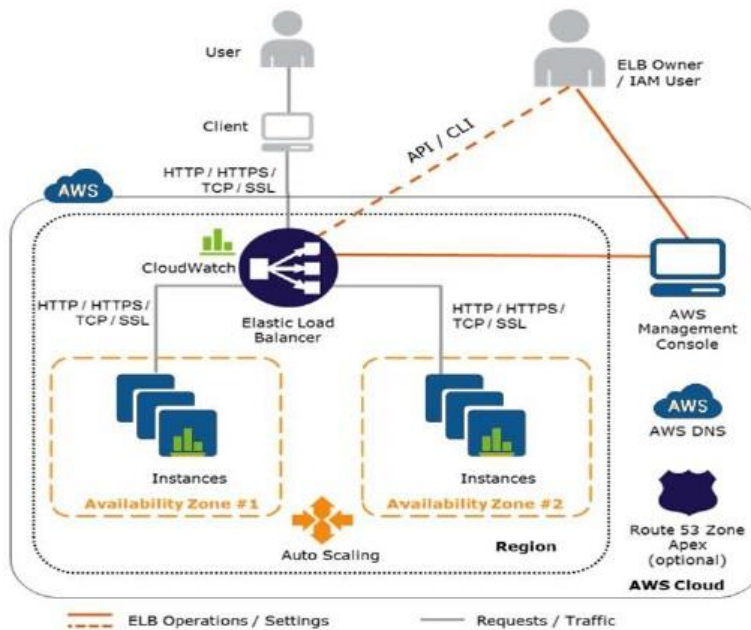 User
ELB Owner
/ IAM User
Client
API / CLI
HTTP / HTTPS /
TCP / SSL
AWS
CloudWatch
HTTP / HTTPS /
TCP / SSL
Elastic Load
Balancer
HTTP / HTTPS /
TCP / SSL
AWS
Management
Console
AWS
AWS DNS
Instances
Availability Zone #1
Instances
Availability Zone #2
Auto Scaling
Region
Route 53 Zone
Apex
(optional)
AWS Cloud
ELB Operations / Settings
Requests / Traffic